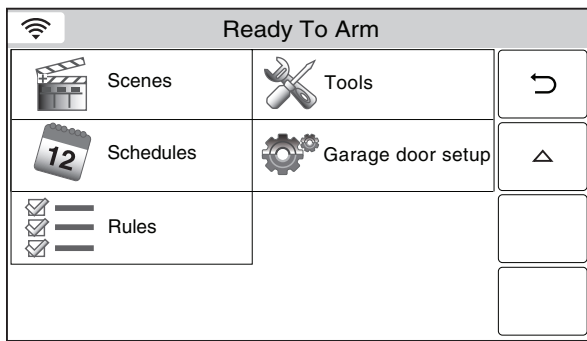 Ready To Arm
Scenes
Tools
12
Schedules
Garage door setup
Rules